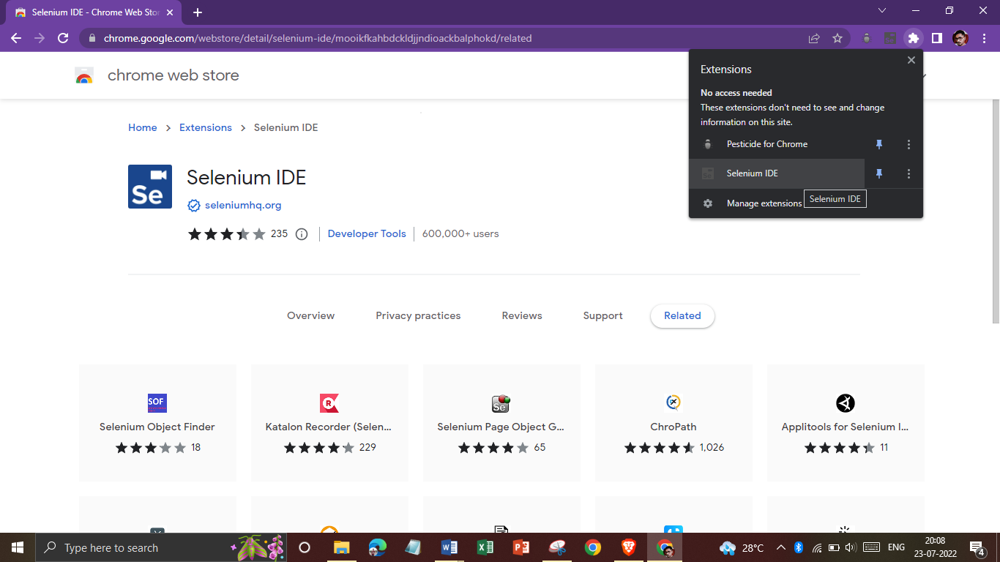 Selenium IDE - Chrome Web Stor
chrome.google.com/webstore/detail/selenium-ide/mooikfkahbdckldjjndioackbalphokd/related
chrome web store
Extensions
No access needed
These extensions don't need to see and change
information on this site.
Pesticide for Chrome
Selenium IDE
Manage extensions
Selenium IDE
Home
Extensions
Selenium IDE
Se
Selenium IDE
seleniumhq.org
235
Developer Tools
600,000+ users
Overview
Privacy practices
Reviews
Support
Related
SOF
R
Se
Selenium Object Finder
Katalon Recorder (Selen...
Selenium Page Object G...
ChroPath
Applitools for Selenium I...
18
229
65
1,026
11
Type here to search
28°C
ENG
20:08
23-07-2022
4